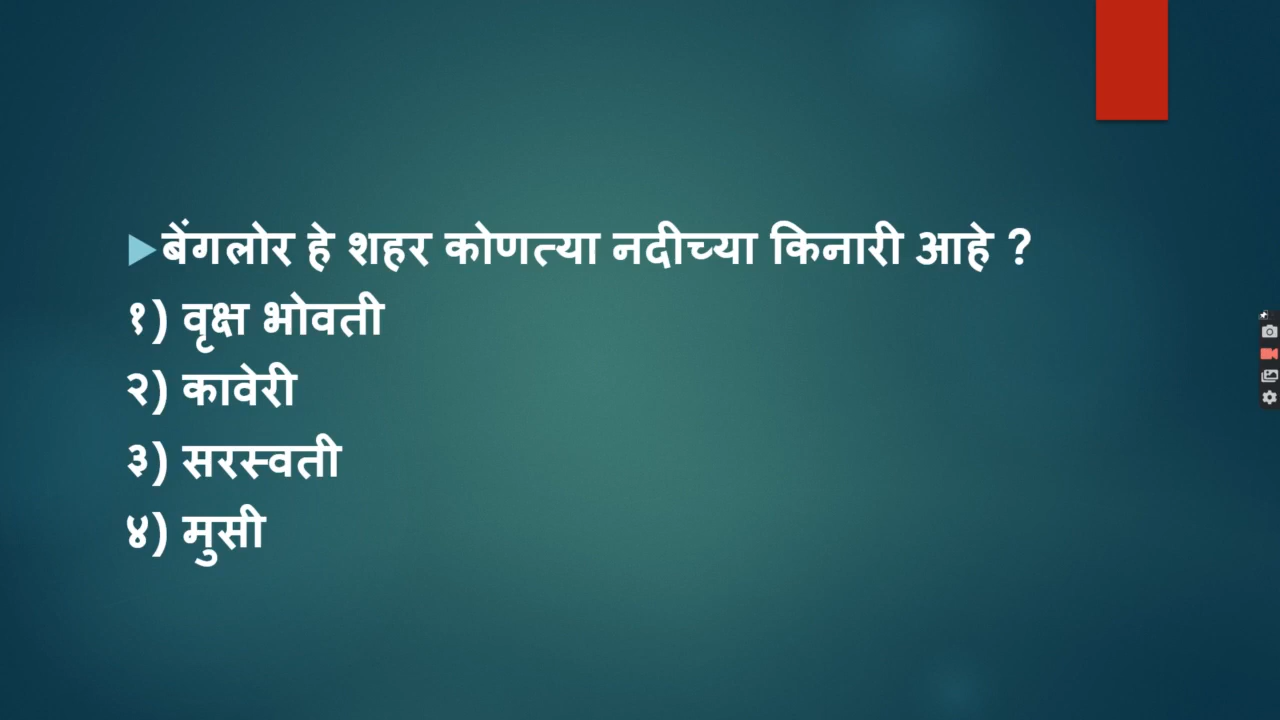 बेंगलोर हे शहर कोणत्या नदीच्या किनारी आहे ?
१) वृक्ष भोवती
२) कावेरी
३) सरस्वती
४) मुसी